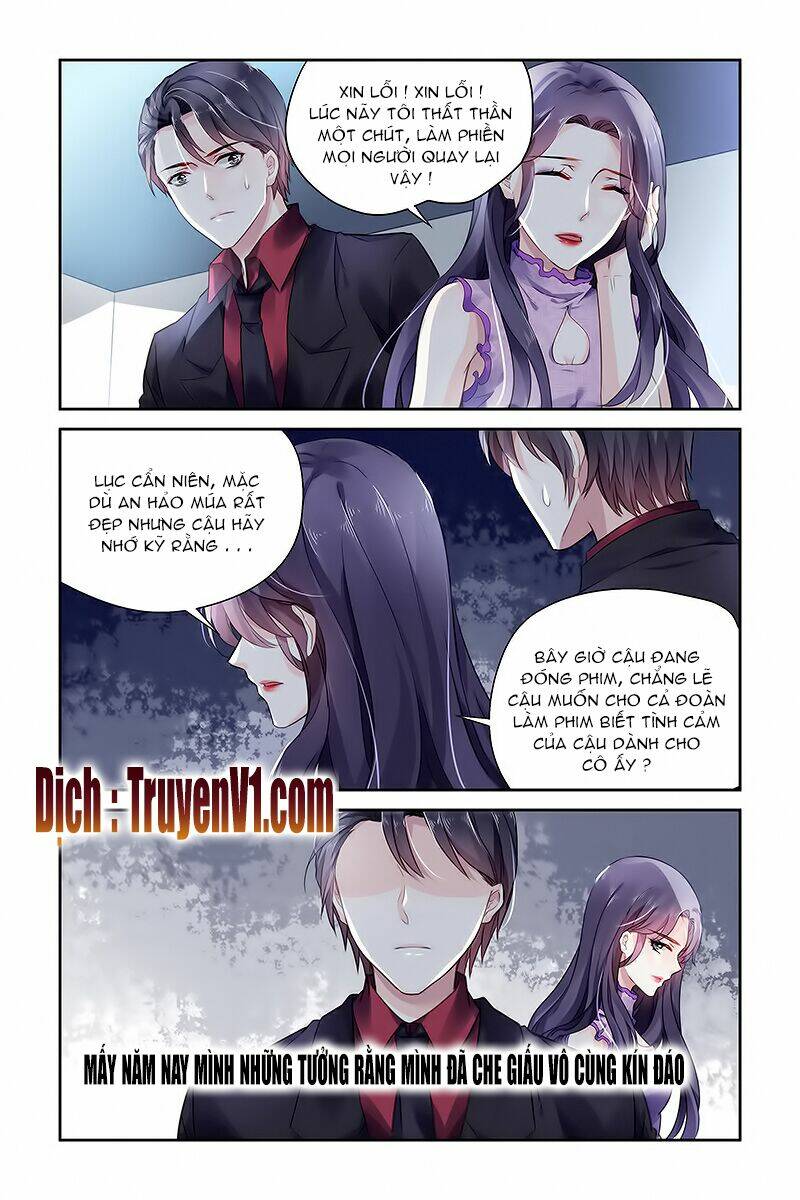 XIN LỖI ! XIN LỖI !
LÚC NÃY TÔI THẤT THẦN
MỘT CHÚT, LÀM PHIỀN
MỌI NGƯỜI QUAY LẠI
VẬY !
LỤC CẨN NIÊN, MẶC
DÙ AN HẢO MÚA RẤT
ĐẸP NHƯNG CẬU HÃY
NHỚ KỸ RẰNG . . .
BÂY GIỜ CẬU ĐANG
ĐÓNG PHIM, CHẲNG LẼ
CẬU MUỐN CHO CẢ ĐOÀN
LÀM PHIM BIẾT TÌNH CẢM
CỦA CẬU DÀNH CHO
CÔ ẤY ?
Dịch : TruyenV1.com
MẤY NĂM NAY MÌNH NHỮNG TƯỞNG RẰNG MÌNH ĐÃ CHE GIẤU VÔ CÙNG KÍN ĐÁO